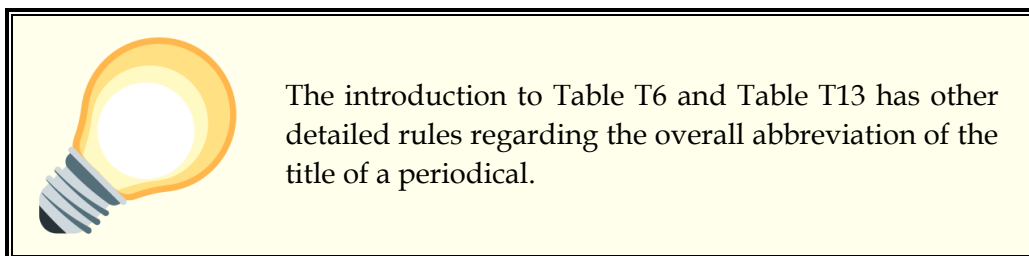 The introduction to Table T6 and Table T13 has other
detailed rules regarding the overall abbreviation of the
title of a periodical.